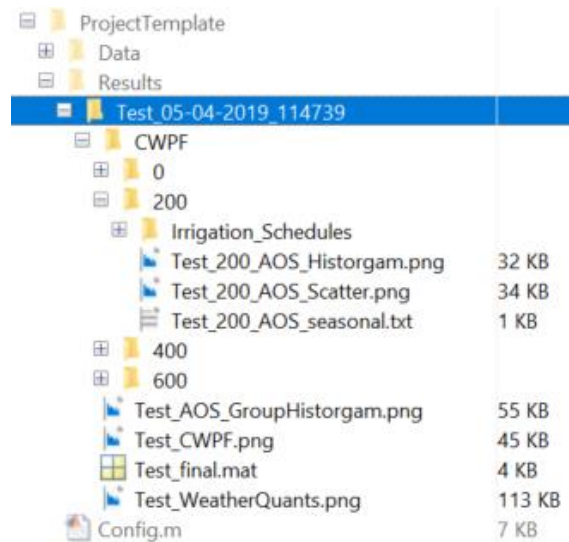 ProjectTemplate
Data
Results
Test_05-04-2019_114739
CWPF
0
200
Irrigation_Schedules
Test_200_AOS_Historgam.png 32 KB
Test_200_AOS_Scatter.png 34 KB
Test_200_AOS_seasonal.txt 1 KB
400
600
Test_AOS_GroupHistorgam.png 55 KB
Test_CWPF.png 45 KB
Test_final.mat 4 KB
Test_WeatherQuants.png 113 KB
Config.m 7 KB